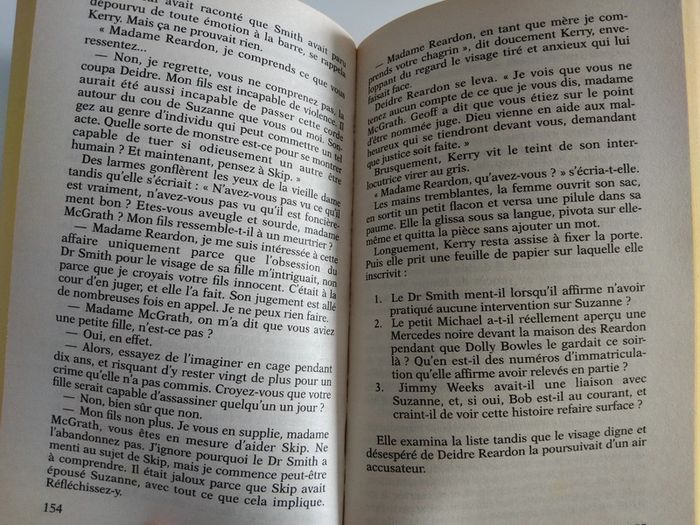 lui avait raconté que Smith avait paru
dépourvu de toute émotion à la barre, se rappela
Kerry. Mais ça ne prouvait rien.
« Madame Reardon, je comprends ce que vous
ressentez...
— Non, je regrette, vous ne comprenez pas, la
coupa Deidre. Mon fils est incapable de violence. Il
aurait été aussi incapable de passer cette corde
autour du cou de Suzanne que vous ou moi. Son-
gez au genre d'individu qui peut commettre un tel
acte. Quelle sorte de monstre est-ce pour se montrer
capable de tuer si odieusement un autre être
humain ? Et maintenant, pensez à Skip. »
Des larmes gonflèrent les yeux de la vieille dame
tandis qu'elle s'écriait : « N'avez-vous pas vu ce qu'il
est vraiment, n'avez-vous pas vu qu'il est foncière-
ment bon ? Etes-vous aveugle et sourde, madame
McGrath ? Mon fils ressemble-t-il à un meurtrier ?
— Madame Reardon, je me suis intéressée à cette
affaire uniquement parce que l'obsession du
Dr Smith pour le visage de sa fille m'intriguait, non
parce que je croyais votre fils innocent. C'était à la
cour d'en juger, et elle l'a fait. Son jugement est allé
de nombreuses fois en appel. Je ne peux rien faire.
— Madame McGrath, on m'a dit que vous aviez
une petite fille, n'est-ce pas ?
— Oui, en effet.
— Alors, essayez de l'imaginer en cage pendant
dix ans, et risquant d'y rester vingt de plus pour un
crime qu'elle n'a pas commis. Croyez-vous que votre
fille serait capable d'assassiner quelqu'un un jour ?
— Non, bien sûr que non.
— Mon fils non plus. Je vous en supplie, madame
McGrath, vous êtes en mesure d'aider Skip. Ne
l'abandonnez pas. J'ignore pourquoi le Dr Smith a
menti au sujet de Skip, mais je commence peut-être
à comprendre. Il était jaloux parce que Skip avait
épousé Suzanne, avec tout ce que cela implique.
Réfléchissez-y.
154
— Madame Reardon, en tant que mère je com-
prends votre chagrin », dit doucement Kerry, enve-
loppant du regard le visage tiré et anxieux qui lui
faisait face.
Deidre Reardon se leva. « Je vois que vous ne
tenez aucun compte de ce que je vous dis, madame
McGrath. Geoff a dit que vous étiez sur le point
d'être nommée juge. Dieu vienne en aide aux mal-
heureux qui se tiendront devant vous, demandant
que justice soit faite. »
Brusquement, Kerry vit le teint de son inter-
locutrice virer au gris.
« Madame Reardon, qu'avez-vous ? » s'écria-t-elle.
Les mains tremblantes, la femme ouvrit son sac,
en sortit un petit flacon et versa une pilule dans sa
paume. Elle la glissa sous sa langue, pivota sur elle-
même et quitta la pièce sans ajouter un mot.
Longuement, Kerry resta assise à fixer la porte.
Puis elle prit une feuille de papier sur laquelle elle
inscrivit :
1. Le Dr Smith ment-il lorsqu'il affirme n'avoir
pratiqué aucune intervention sur Suzanne ?
2. Le petit Michael a-t-il réellement aperçu une
Mercedes noire devant la maison des Reardon
pendant que Dolly Bowles le gardait ce soir-
là ? Qu'en est-il des numéros d'immatricula-
tion qu'elle affirme avoir relevés en partie ?
3. Jimmy Weeks avait-il une liaison avec
Suzanne, et, si oui, Bob est-il au courant, et
craint-il de voir cette histoire refaire surface ?
Elle examina la liste tandis que le visage digne et
désespéré de Deidre Reardon la poursuivait d'un air
accusateur.